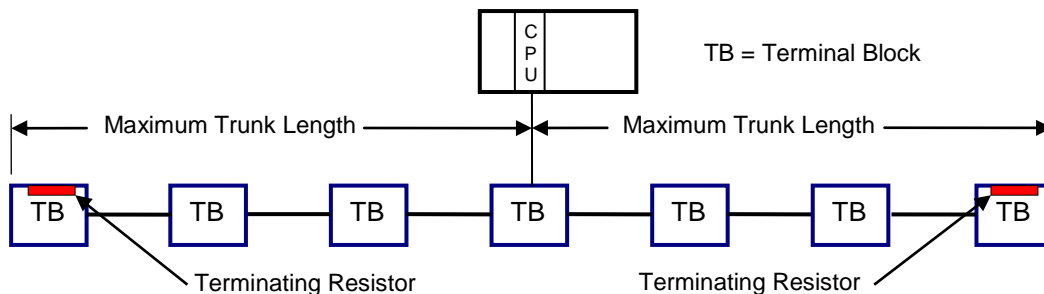 C
P
U
TB = Terminal Block
Maximum Trunk Length
Maximum Trunk Length
TB
TB
TB
TB
TB
TB
TB
Terminating Resistor
Terminating Resistor